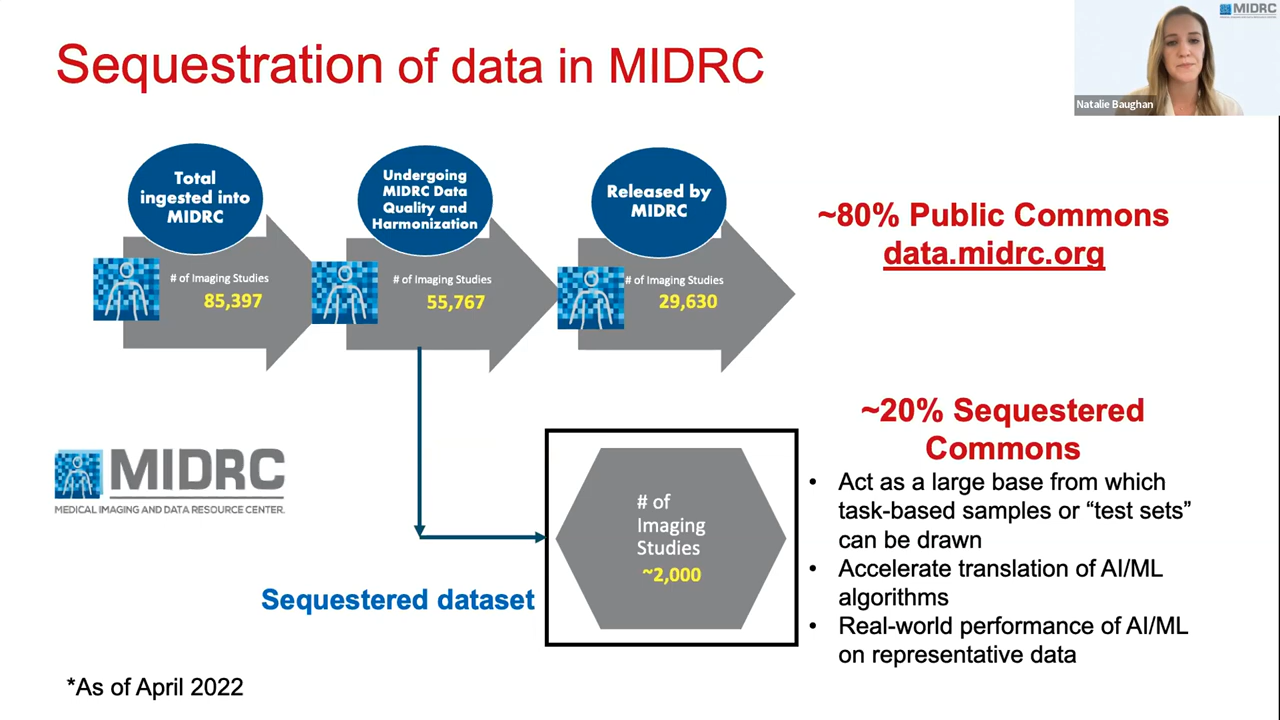 Sequestration of data in MIDRC
MIDRC
Natalie Baughan
Total
ingested into
MIDRC
# of Imaging Studies
85,397
Undergoing
MIDRC Data
Quality and
Harmonization
# of Imaging Studies
55,767
Released by
MIDRC
# of Imaging Studies
29,630
~80% Public Commons
data.midrc.org
MIDRC
MEDICAL IMAGING AND DATA RESOURCE CENTER.
Sequestered dataset
# of
Imaging
Studies
~2,000
~20% Sequestered
Commons
• Act as a large base from which
task-based samples or “test sets”
can be drawn
• Accelerate translation of AI/ML
algorithms
• Real-world performance of AI/ML
on representative data
*As of April 2022